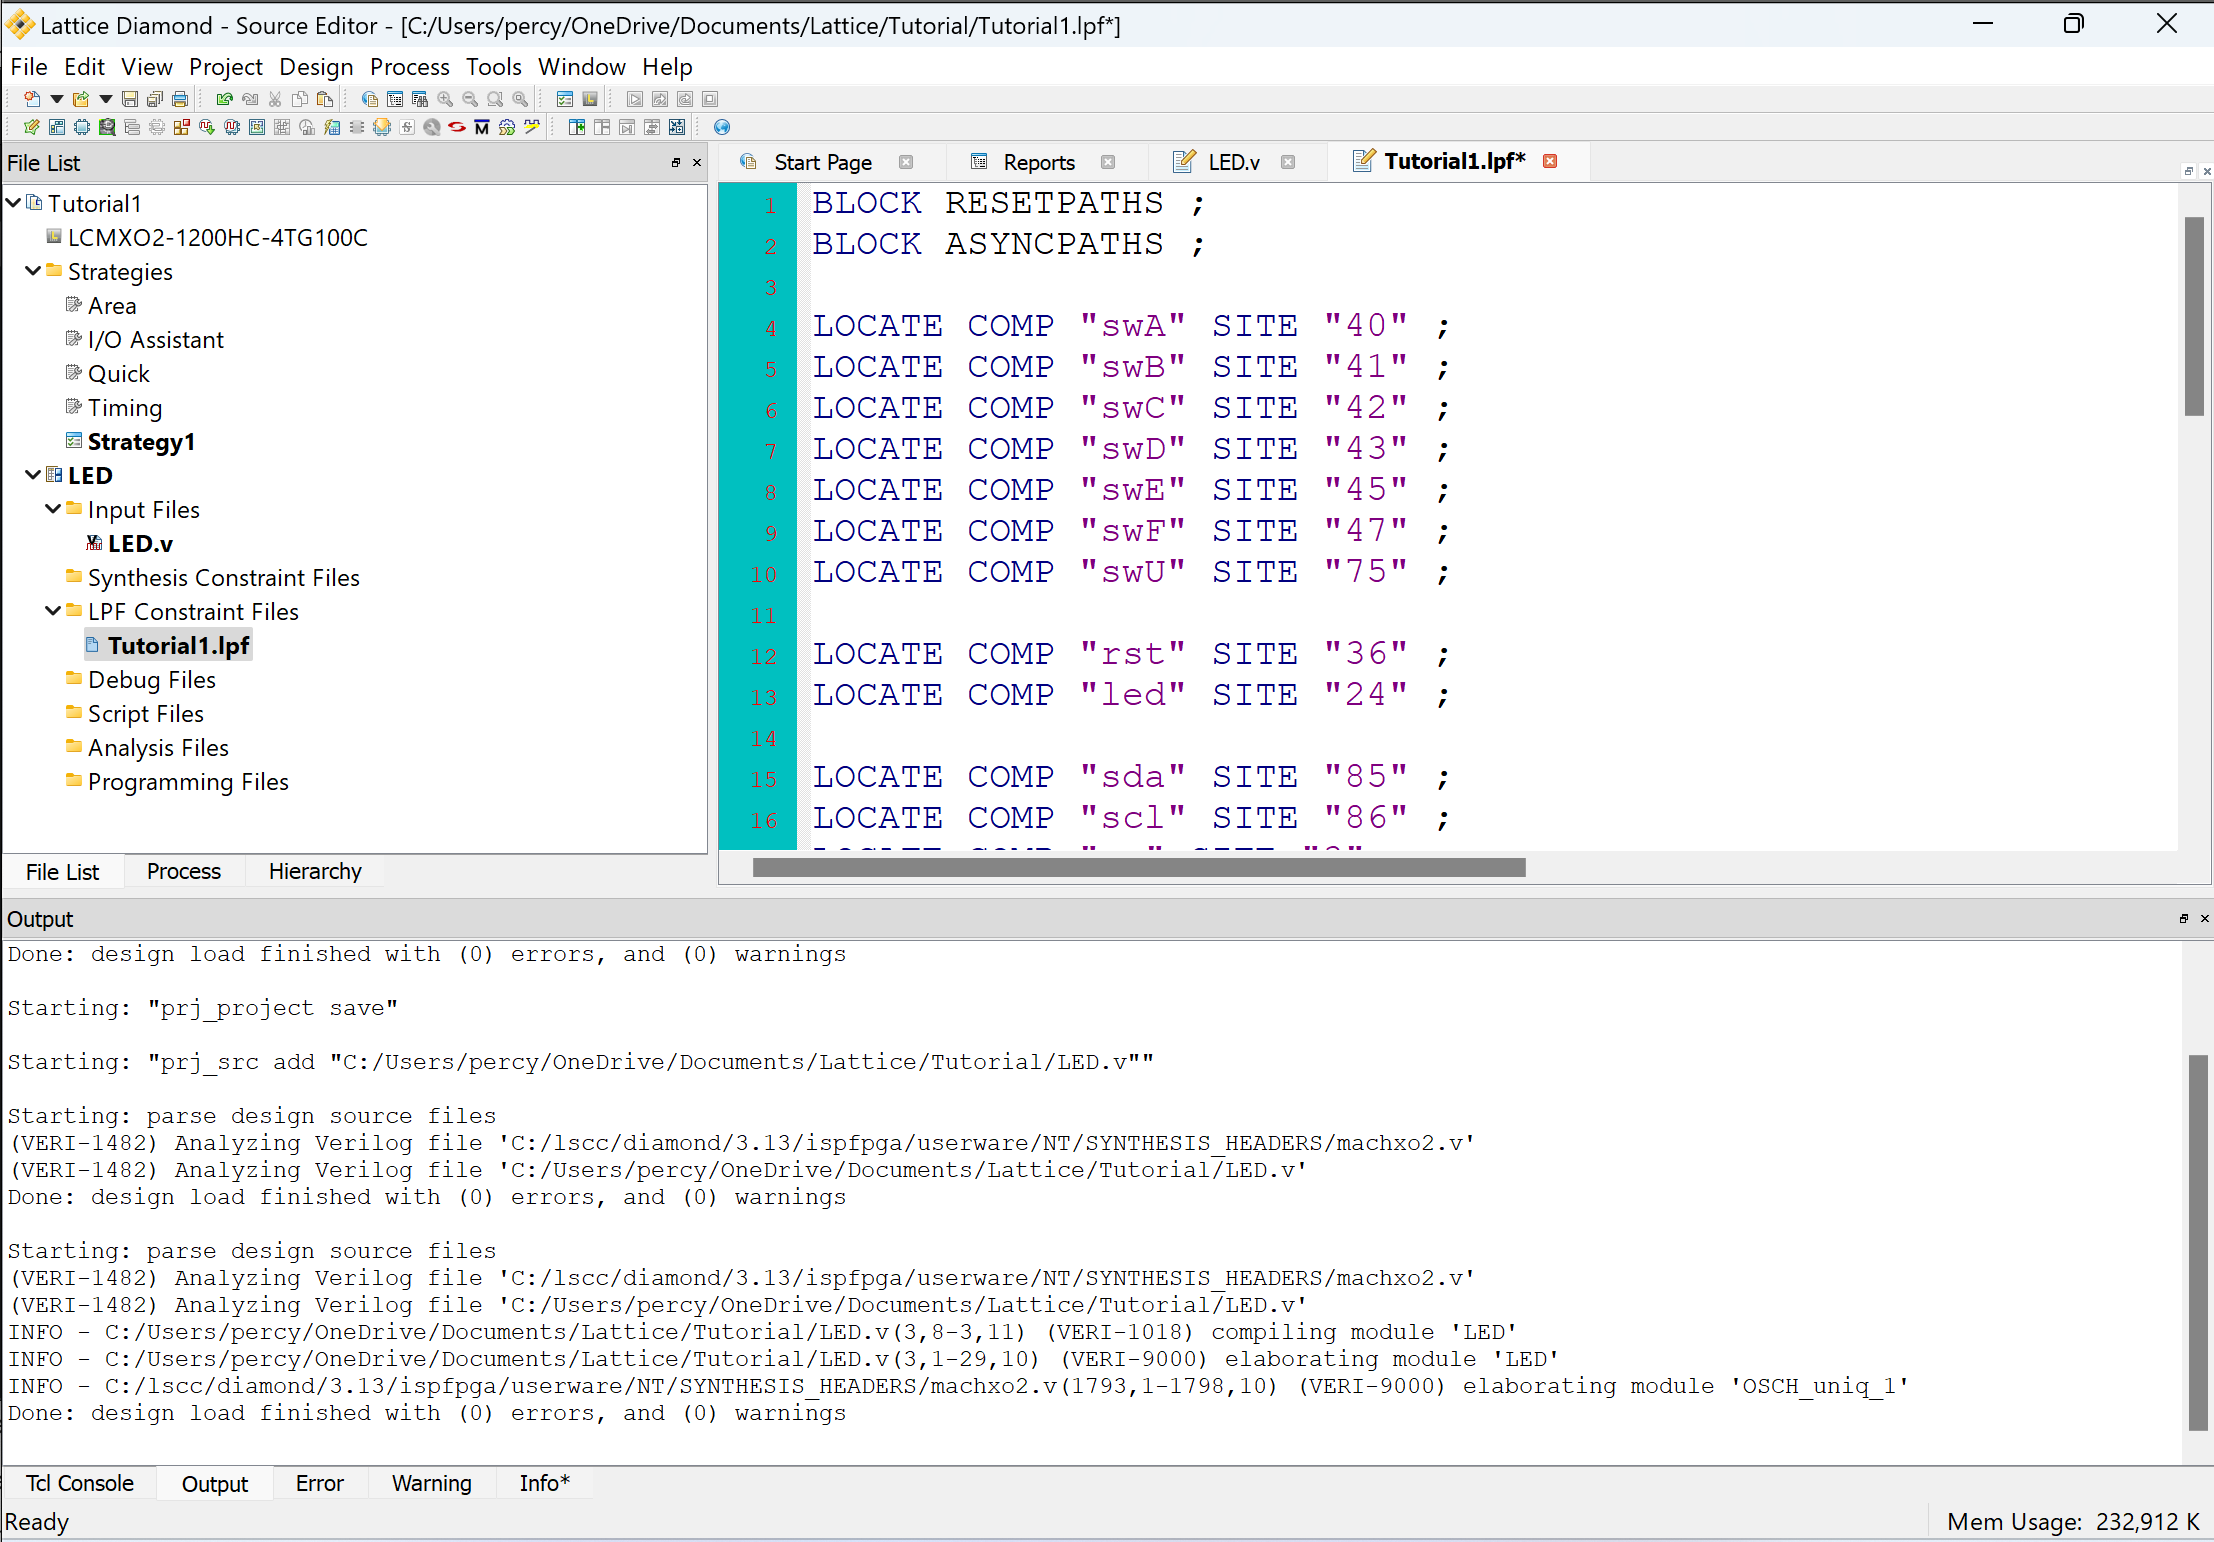 Lattice Diamond - Source Editor - [C:/Users/percy/OneDrive/Documents/Lattice/Tutorial/Tutorial1.lpf*]
File Edit View Project Design Process Tools Window Help
File List
Tutorial1
LCMXO2-1200HC-4TG100C
Strategies
Area
I/O Assistant
Quick
Timing
Strategy1
LED
Input Files
LED.v
Synthesis Constraint Files
LPF Constraint Files
Tutorial1.lpf
Debug Files
Script Files
Analysis Files
Programming Files
File List Process Hierarchy
Start Page Reports LED.v Tutorial1.lpf*
1 BLOCK RESETPATHS ;
2 BLOCK ASYNCPATHS ;
3
4 LOCATE COMP "swA" SITE "40" ;
5 LOCATE COMP "swB" SITE "41" ;
6 LOCATE COMP "swC" SITE "42" ;
7 LOCATE COMP "swD" SITE "43" ;
8 LOCATE COMP "swE" SITE "45" ;
9 LOCATE COMP "swF" SITE "47" ;
10 LOCATE COMP "swU" SITE "75" ;
11
12 LOCATE COMP "rst" SITE "36" ;
13 LOCATE COMP "led" SITE "24" ;
14
15 LOCATE COMP "sda" SITE "85" ;
16 LOCATE COMP "scl" SITE "86" ;
Output
Done: design load finished with (0) errors, and (0) warnings
Starting: "prj_project save"
Starting: "prj_src add "C:/Users/percy/OneDrive/Documents/Lattice/Tutorial/LED.v""
Starting: parse design source files
(VERI-1482) Analyzing Verilog file 'C:/lscc/diamond/3.13/ispfpga/userware/NT/SYNTHESIS_HEADERS/machxo2.v'
(VERI-1482) Analyzing Verilog file 'C:/Users/percy/OneDrive/Documents/Lattice/Tutorial/LED.v'
Done: design load finished with (0) errors, and (0) warnings
Starting: parse design source files
(VERI-1482) Analyzing Verilog file 'C:/lscc/diamond/3.13/ispfpga/userware/NT/SYNTHESIS_HEADERS/machxo2.v'
(VERI-1482) Analyzing Verilog file 'C:/Users/percy/OneDrive/Documents/Lattice/Tutorial/LED.v'
INFO - C:/Users/percy/OneDrive/Documents/Lattice/Tutorial/LED.v(3,8-3,11) (VERI-1018) compiling module 'LED'
INFO - C:/Users/percy/OneDrive/Documents/Lattice/Tutorial/LED.v(3,1-29,10) (VERI-9000) elaborating module 'LED'
INFO - C:/lscc/diamond/3.13/ispfpga/userware/NT/SYNTHESIS_HEADERS/machxo2.v(1793,1-1798,10) (VERI-9000) elaborating module 'OSCH_uniq_1'
Done: design load finished with (0) errors, and (0) warnings
Tcl Console Output Error Warning Info*
Ready Mem Usage: 232,912 K